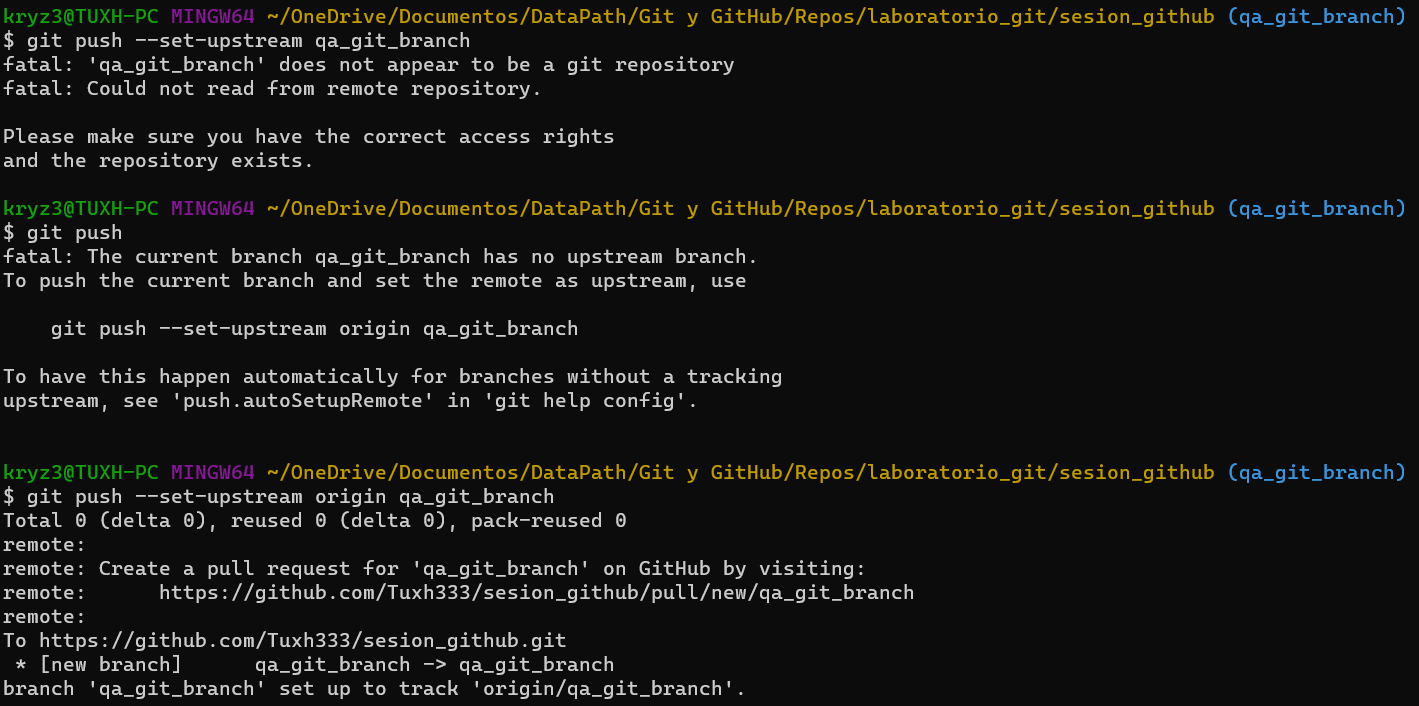 kryz3@TUXH-PC MINGW64 ~/OneDrive/Documentos/DataPath/Git y GitHub/Repos/laboratorio_git/sesion_github (qa_git_branch)
$ git push --set-upstream qa_git_branch
fatal: 'qa_git_branch' does not appear to be a git repository
fatal: Could not read from remote repository.

Please make sure you have the correct access rights
and the repository exists.

kryz3@TUXH-PC MINGW64 ~/OneDrive/Documentos/DataPath/Git y GitHub/Repos/laboratorio_git/sesion_github (qa_git_branch)
$ git push
fatal: The current branch qa_git_branch has no upstream branch.
To push the current branch and set the remote as upstream, use

    git push --set-upstream origin qa_git_branch

To have this happen automatically for branches without a tracking
upstream, see 'push.autoSetupRemote' in 'git help config'.


kryz3@TUXH-PC MINGW64 ~/OneDrive/Documentos/DataPath/Git y GitHub/Repos/laboratorio_git/sesion_github (qa_git_branch)
$ git push --set-upstream origin qa_git_branch
Total 0 (delta 0), reused 0 (delta 0), pack-reused 0
remote:
remote: Create a pull request for 'qa_git_branch' on GitHub by visiting:
remote:      https://github.com/Tuxh333/sesion_github/pull/new/qa_git_branch
remote:
To https://github.com/Tuxh333/sesion_github.git
 * [new branch]      qa_git_branch -> qa_git_branch
branch 'qa_git_branch' set up to track 'origin/qa_git_branch'.